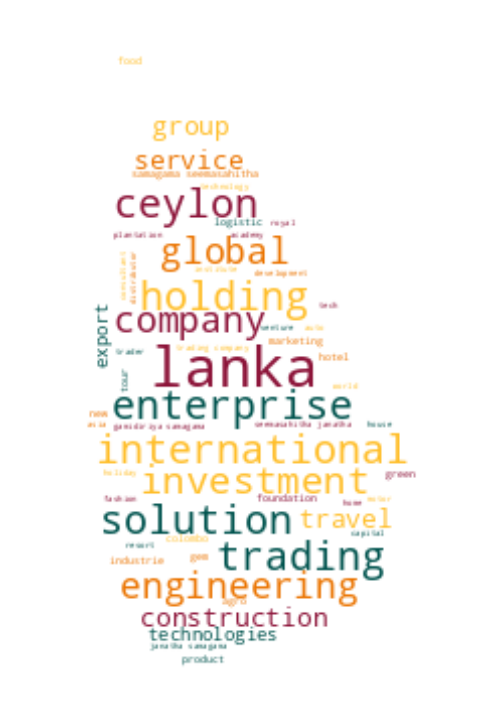 food
group
service
samagama seemasahitha
technology
ceylon
logistic royal
plantation academy
global
institute
development
consultant
distributor
holding
tech
export
company
venture auto
marketing
trader trading company
hotel
lanka
tour
world
enterprise
new
asia gamidiriya samagama seemasahitha janatha house
international
holiday
investment
green
fashion foundation home motor
solution travel
capital
colombo
resort
trading
industrie gem
engineering
agro
construction
technologies
janatha samagama
product